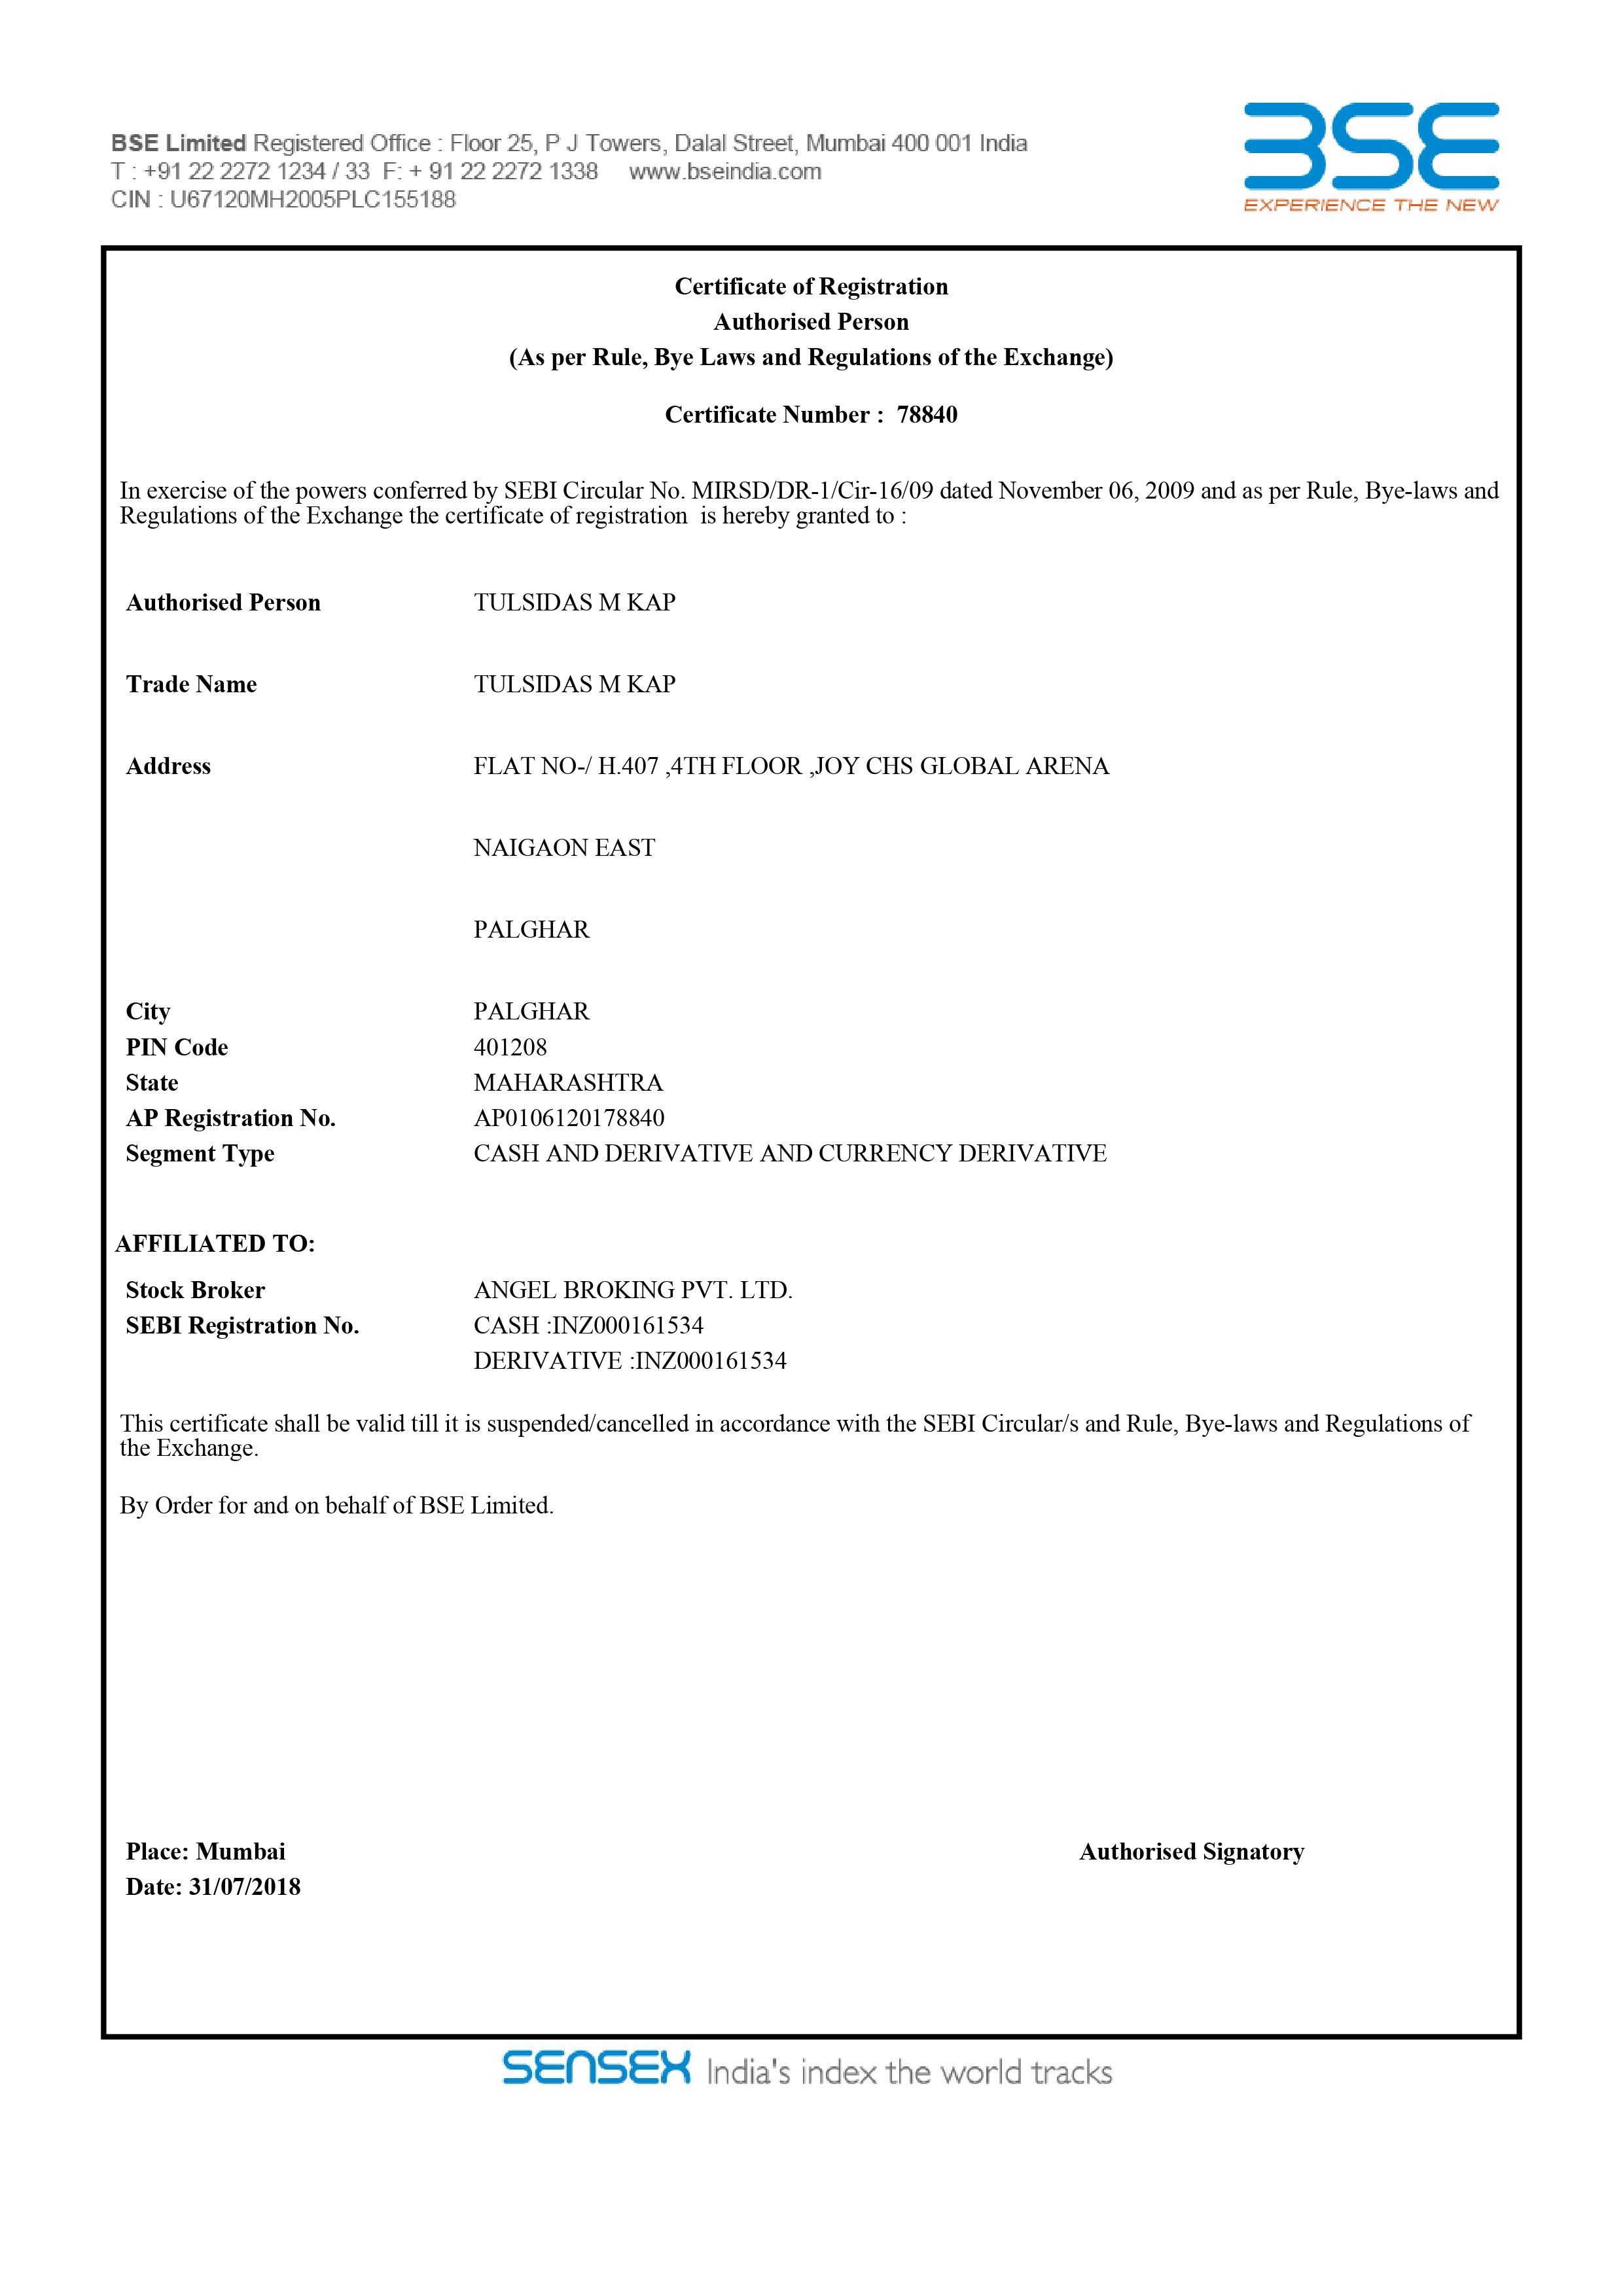 BSE Limited Registered Office : Floor 25, P J Towers, Dalal Street, Mumbai 400 001 India
T : +91 22 2272 1234 / 33 F: + 91 22 2272 1338 www.bseindia.com
CIN : U67120MH2005PLC155188
BSE
EXPERIENCE THE NEW
Certificate of Registration
Authorised Person
(As per Rule, Bye Laws and Regulations of the Exchange)
Certificate Number : 78840
In exercise of the powers conferred by SEBI Circular No. MIRSD/DR-1/Cir-16/09 dated November 06, 2009 and as per Rule, Bye-laws and
Regulations of the Exchange the certificate of registration is hereby granted to :
Authorised Person TULSIDAS M KAP
Trade Name TULSIDAS M KAP
Address FLAT NO-/ H.407 ,4TH FLOOR ,JOY CHS GLOBAL ARENA
NAIGAON EAST
PALGHAR
City PALGHAR
PIN Code 401208
State MAHARASHTRA
AP Registration No. AP0106120178840
Segment Type CASH AND DERIVATIVE AND CURRENCY DERIVATIVE
AFFILIATED TO:
Stock Broker ANGEL BROKING PVT. LTD.
SEBI Registration No. CASH :INZ000161534
DERIVATIVE :INZ000161534
This certificate shall be valid till it is suspended/cancelled in accordance with the SEBI Circular/s and Rule, Bye-laws and Regulations of
the Exchange.
By Order for and on behalf of BSE Limited.
Place: Mumbai Authorised Signatory
Date: 31/07/2018
SENSEX India's index the world tracks